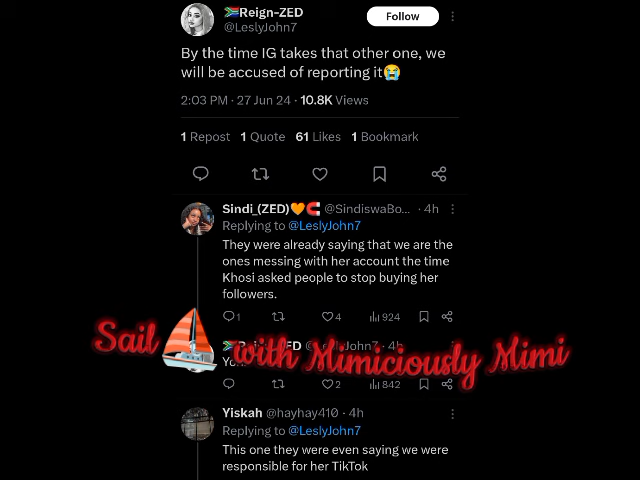 Reign-ZED
@LeslyJohn7
Follow
By the time IG takes that other one, we
will be accused of reporting it
2:03 PM · 27 Jun 24 · 10.8K Views
1 Repost 1 Quote 61 Likes 1 Bookmark
Sindi_(ZED) @SindiswaBo... · 4h
Replying to @LeslyJohn7
They were already saying that we are the
ones messing with her account the time
Khosi asked people to stop buying her
followers.
1 4 924
Sail with Mimiciously Mimi
4h
2 842
Yiskah @hayhay410 · 4h
Replying to @LeslyJohn7
This one they were even saying we were
responsible for her TikTok